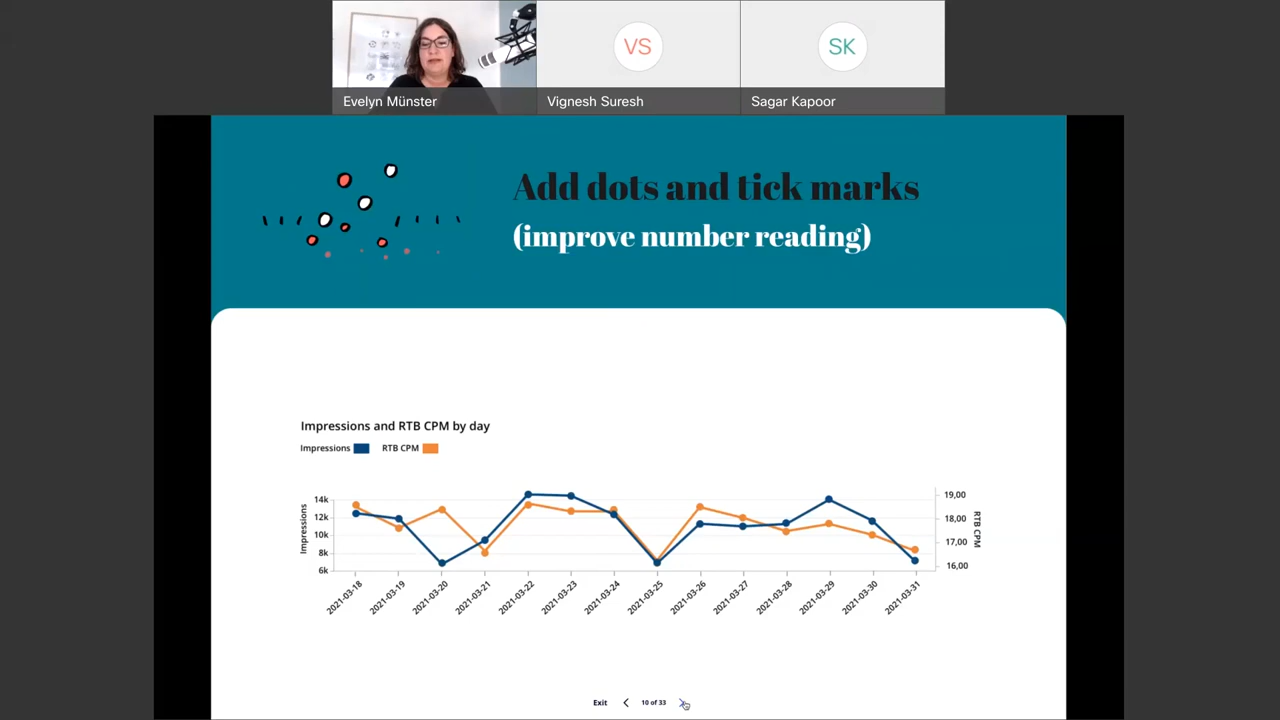 VS
SK
Evelyn Münster
Vignesh Suresh
Sagar Kapoor
Add dots and tick marks
(improve number reading)
Impressions and RTB CPM by day
Impressions RTB CPM
14k
12k
10k
8k
6k
Impressions
19,00
18,00
17,00
16,00
RTB CPM
2021-03-18
2021-03-19
2021-03-20
2021-03-21
2021-03-22
2021-03-23
2021-03-24
2021-03-25
2021-03-26
2021-03-27
2021-03-28
2021-03-29
2021-03-30
2021-03-31
Exit 10 of 33